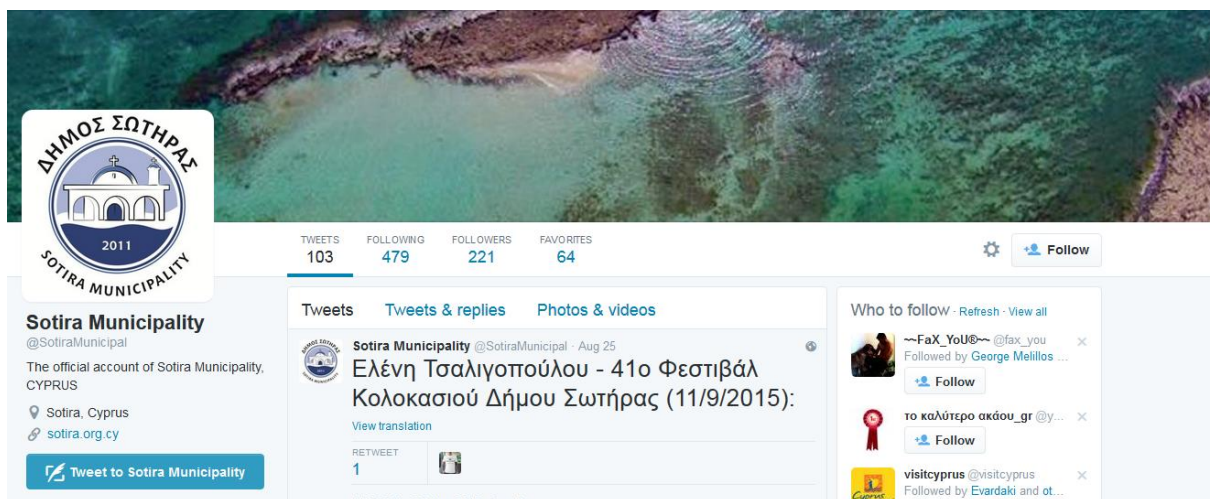 ΔΗΜΟΣ ΣΩΤΗΡΑΣ
2011
SOTIRA MUNICIPALITY
TWEETS
103
FOLLOWING
479
FOLLOWERS
221
FAVORITES
64
Follow
Sotira Municipality
@SotiraMunicipal
The official account of Sotira Municipality,
CYPRUS
Sotira, Cyprus
sotira.org.cy
Tweet to Sotira Municipality
Tweets
Tweets & replies
Photos & videos
Sotira Municipality @SotiraMunicipal · Aug 25
Ελένη Τσαλιγοπούλου - 41ο Φεστιβάλ
Κολοκασιού Δήμου Σωτήρας (11/9/2015):
View translation
RETWEET
1
Who to follow · Refresh · View all
~~FaX_YoU®~~ @fax_you
Followed by George Melillos ...
Follow
το καλύτερο ακάου_gr @y...
Follow
visitcyprus @visitcyprus
Followed by Evardaki and ot...
Cyprus